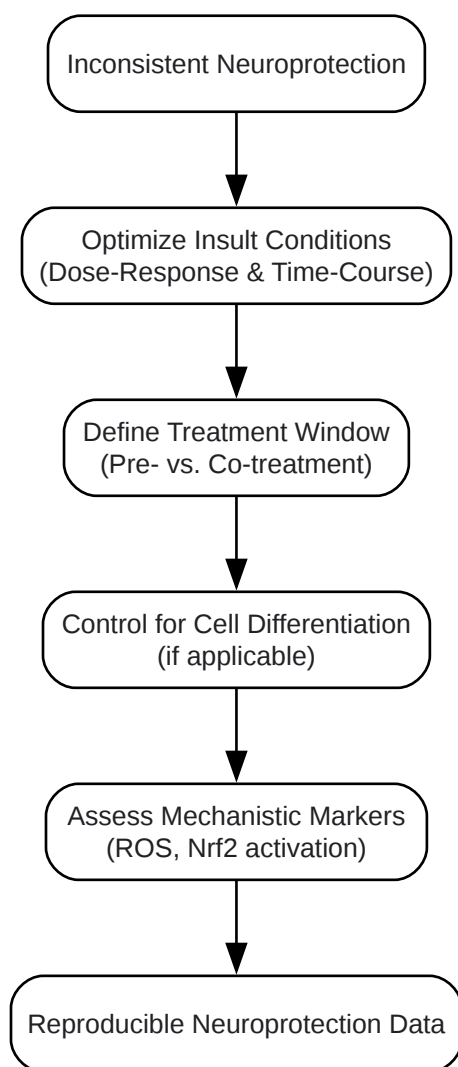 Inconsistent Neuroprotection
Optimize Insult Conditions
(Dose-Response & Time-Course)
Define Treatment Window
(Pre- vs. Co-treatment)
Control for Cell Differentiation
(if applicable)
Assess Mechanistic Markers
(ROS, Nrf2 activation)
Reproducible Neuroprotection Data